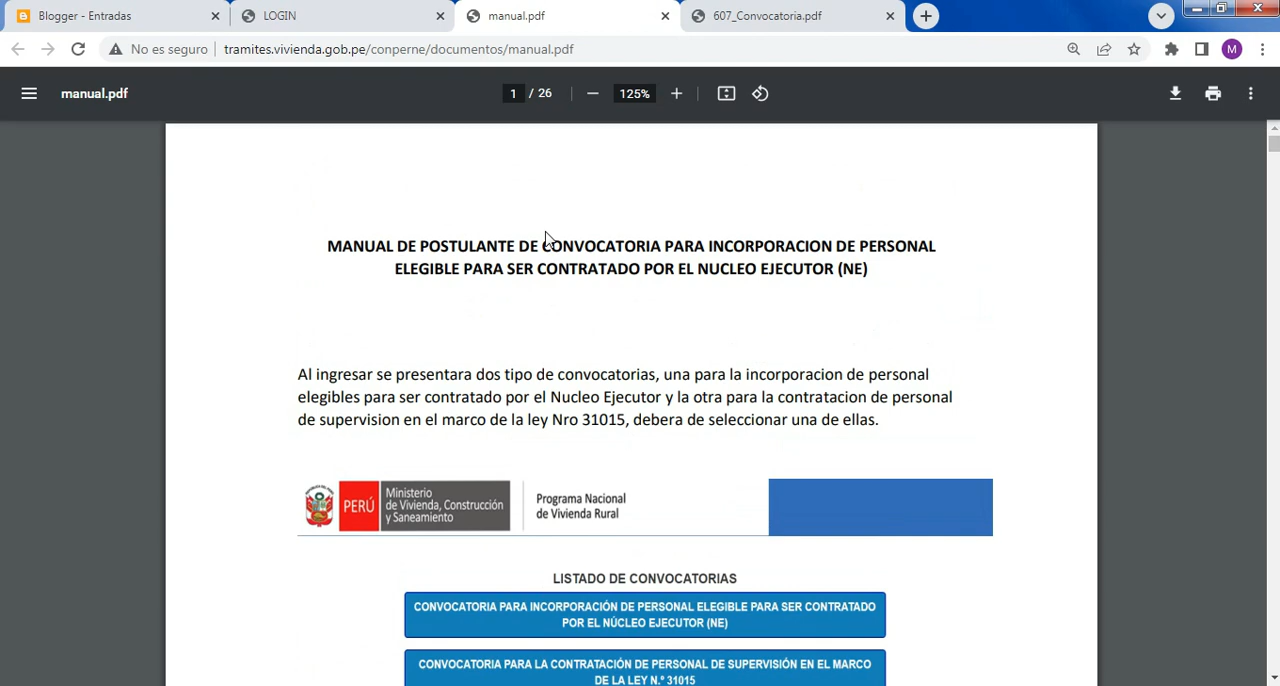 Blogger - Entradas
LOGIN
manual.pdf
607_Convocatoria.pdf
No es seguro
tramites.vivienda.gob.pe/conperne/documentos/manual.pdf
M
manual.pdf
1 / 26
125%
MANUAL DE POSTULANTE DE CONVOCATORIA PARA INCORPORACION DE PERSONAL
ELEGIBLE PARA SER CONTRATADO POR EL NUCLEO EJECUTOR (NE)
Al ingresar se presentara dos tipo de convocatorias, una para la incorporacion de personal
elegibles para ser contratado por el Nucleo Ejecutor y la otra para la contratacion de personal
de supervision en el marco de la ley Nro 31015, debera de seleccionar una de ellas.
PERÚ
Ministerio
de Vivienda, Construcción
y Saneamiento
Programa Nacional
de Vivienda Rural
LISTADO DE CONVOCATORIAS
CONVOCATORIA PARA INCORPORACIÓN DE PERSONAL ELEGIBLE PARA SER CONTRATADO
POR EL NÚCLEO EJECUTOR (NE)
CONVOCATORIA PARA LA CONTRATACIÓN DE PERSONAL DE SUPERVISIÓN EN EL MARCO
DE LA LEY N.º 31015